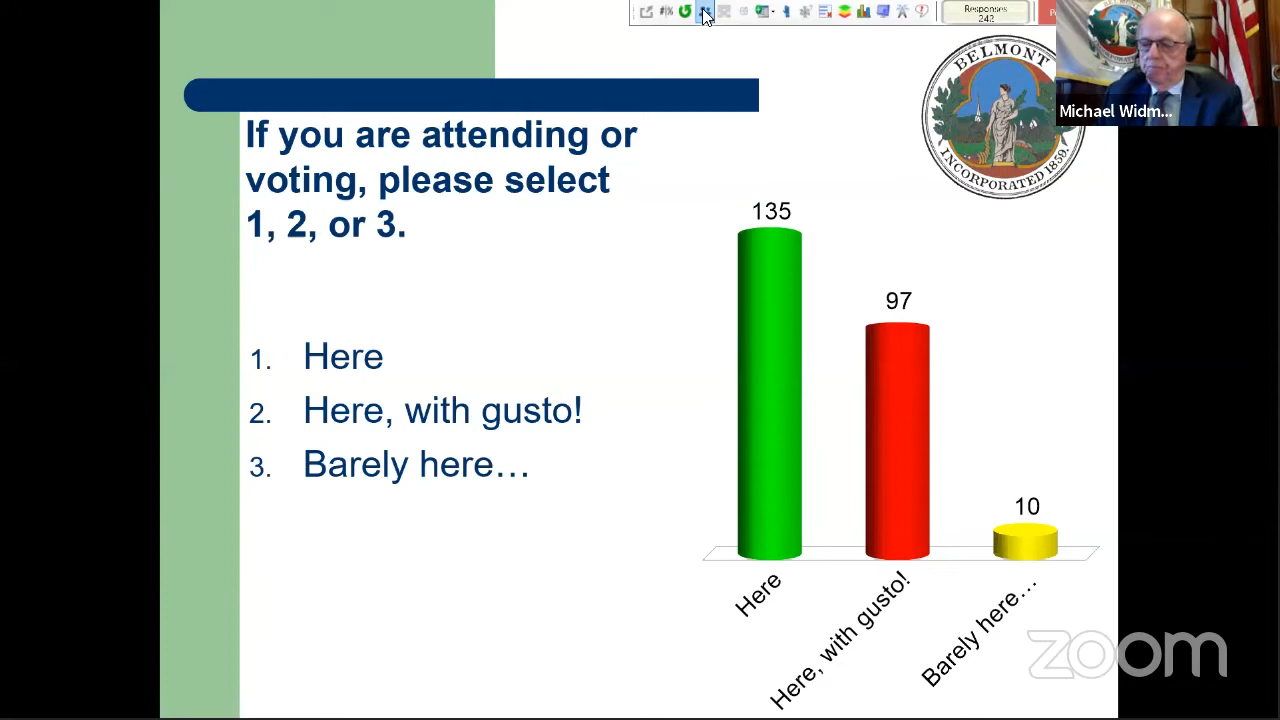 Responses
242
BELMONT
INCORPORATED 1859.
Michael Widm...
If you are attending or
voting, please select
1, 2, or 3.
1. Here
2. Here, with gusto!
3. Barely here…
135
97
10
Here
Here, with gusto!
Barely here…
zoom